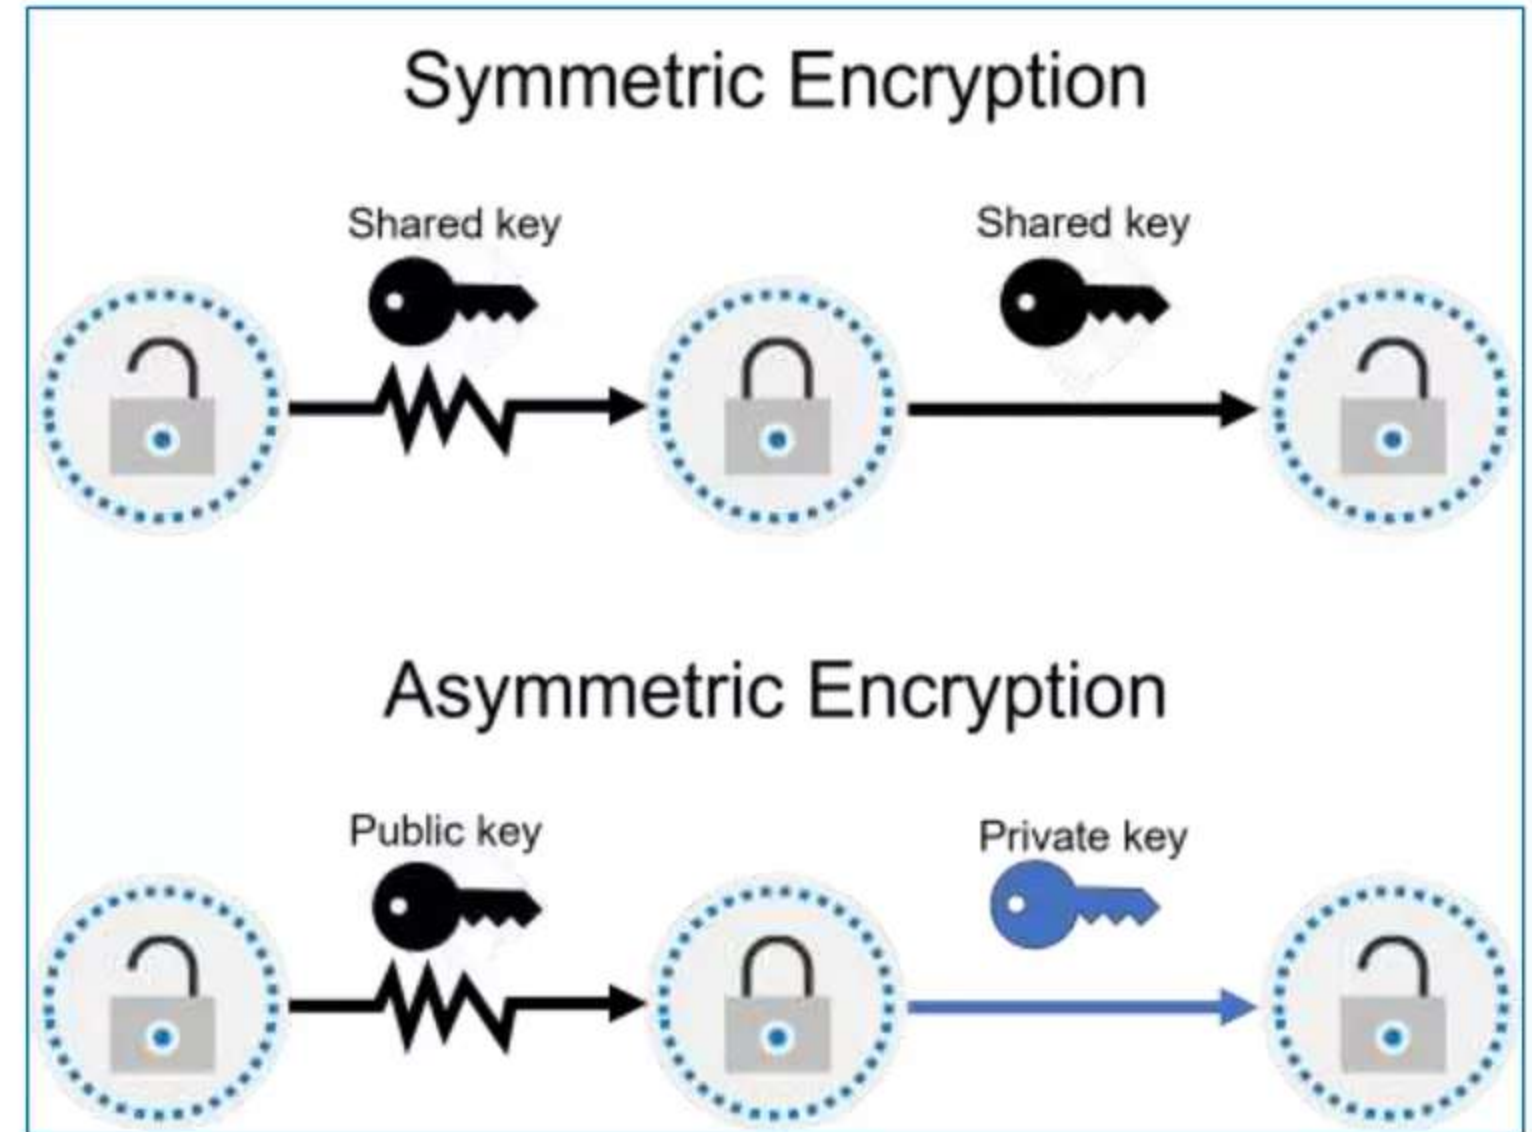 Symmetric Encryption
Shared key
Shared key
Asymmetric Encryption
Public key
Private key